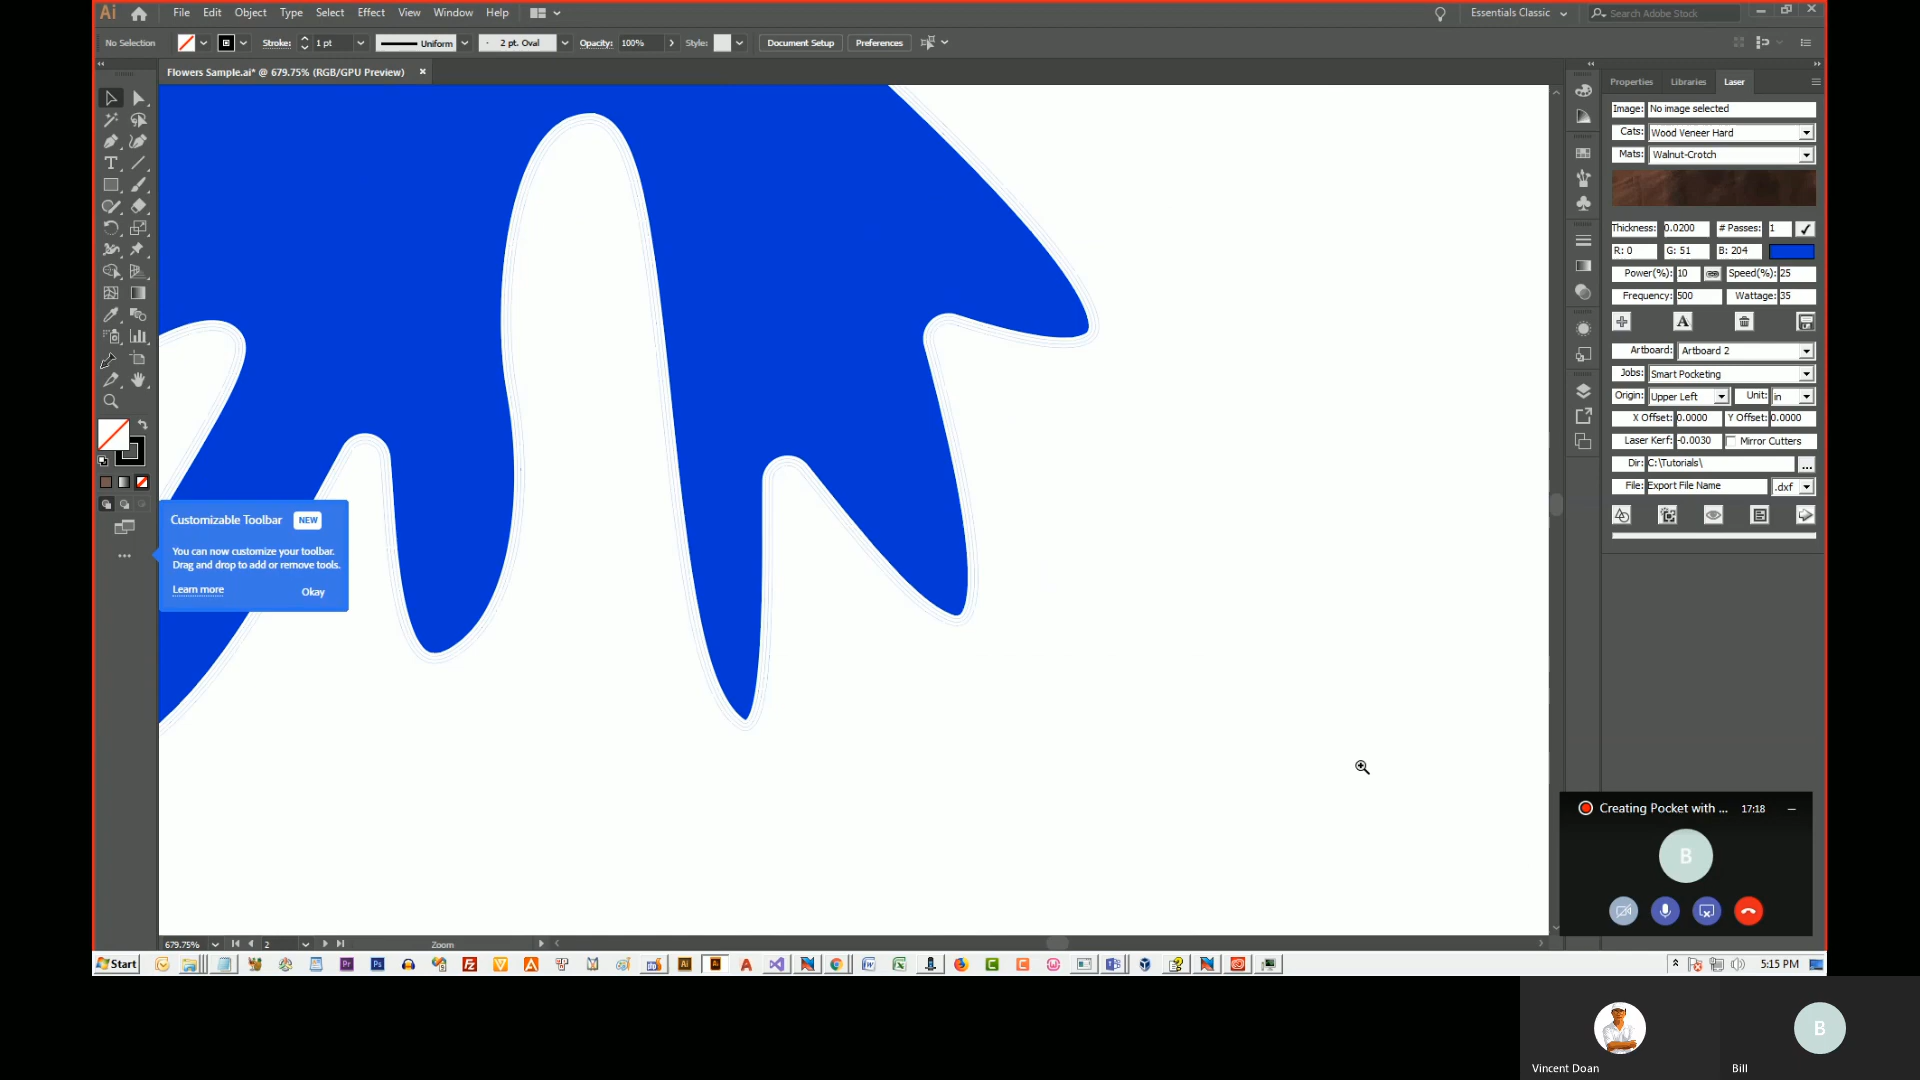 Ai File Edit Object Type Select Effect View Window Help Essentials Classic Search Adobe Stock
No Selection Stroke: 1 pt Uniform 2 pt. Oval Opacity: 100% Style: Document Setup Preferences
Flowers Sample.ai* @ 679.75% (RGB/GPU Preview) ×
Properties Libraries Laser
Image: No image selected
Cats: Wood Veneer Hard
Mats: Walnut-Crotch
Thickness: 0.0200 # Passes: 1
R: 0 G: 51 B: 204
Power(%): 10 Speed(%): 25
Frequency: 500 Wattage: 35
A
Artboard: Artboard 2
Jobs: Smart Pocketing
Origin: Upper Left Unit: in
X Offset: 0.0000 Y Offset: 0.0000
Laser Kerf: -0.0030 Mirror Cutters
Dir: C:\Tutorials\ ...
File: Export File Name .dxf
Customizable Toolbar NEW
You can now customize your toolbar.
Drag and drop to add or remove tools.
Learn more Okay
Creating Pocket with ... 17:18
B
679.75% 2 Zoom
Start 5:15 PM
B
Vincent Doan Bill